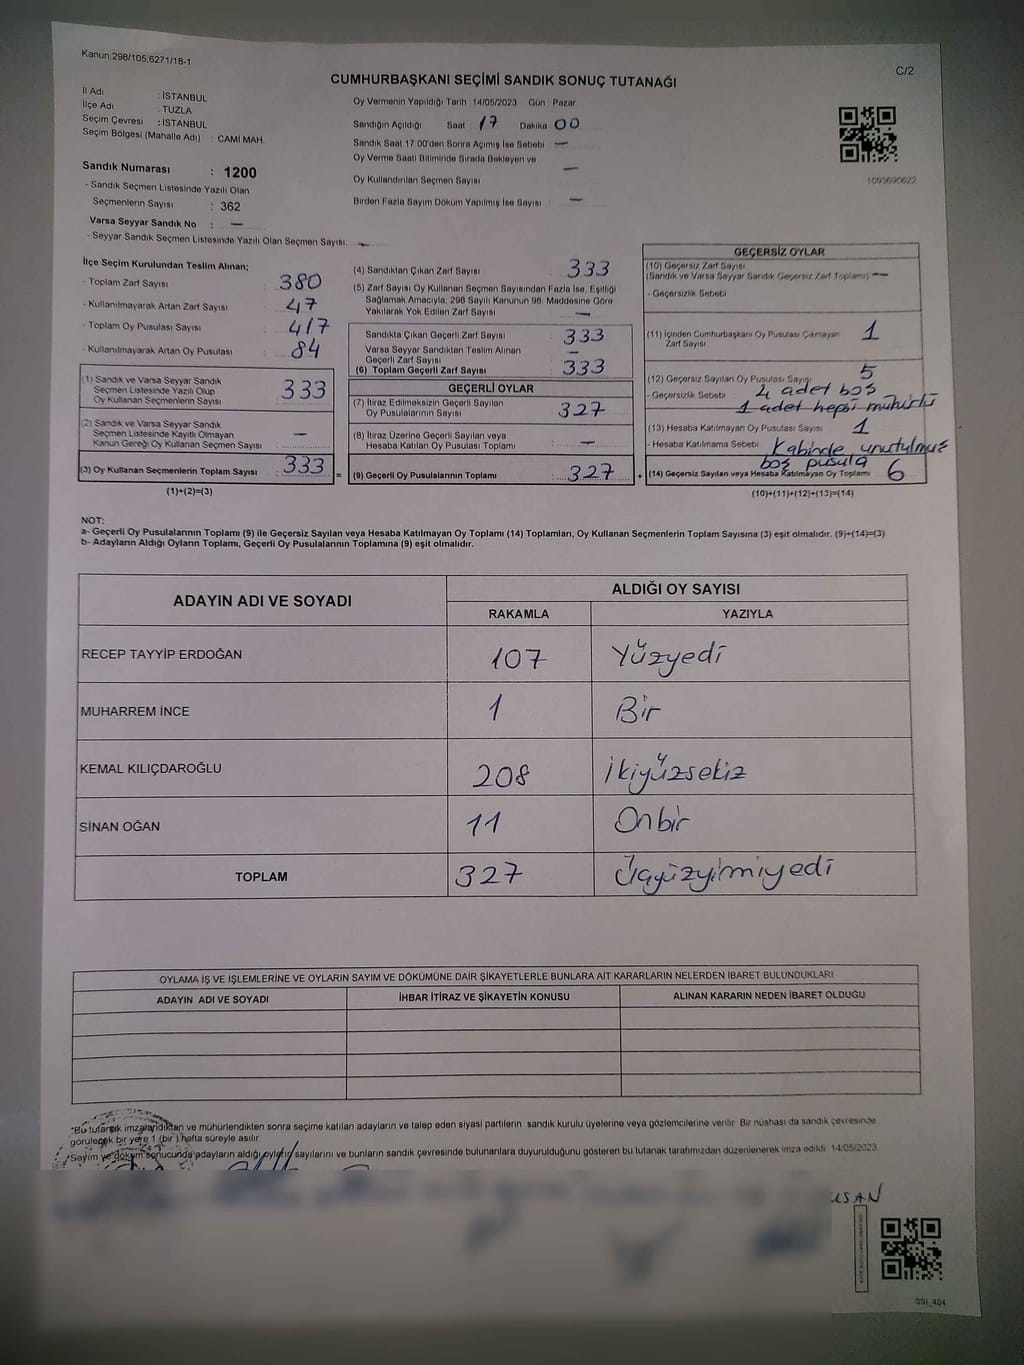 Kanun:298/105;6271/18-1
C/2
CUMHURBAŞKANI SEÇİMİ SANDIK SONUÇ TUTANAĞI
İl Adı : İSTANBUL
İlçe Adı : TUZLA
Seçim Çevresi : İSTANBUL
Seçim Bölgesi (Mahalle Adı) : CAMİ MAH.
Sandık Numarası : 1200
- Sandık Seçmen Listesinde Yazılı Olan
Seçmenlerin Sayısı : 362
Varsa Seyyar Sandık No : —
- Seyyar Sandık Seçmen Listesinde Yazılı Olan Seçmen Sayısı: —
Oy Vermenin Yapıldığı Tarih : 14/05/2023 Gün : Pazar
Sandığın Açıldığı Saat : 17 Dakika : 00
Sandık Saat 17:00'den Sonra Açımış İse Sebebi : —
Oy Verme Saati Bitiminde Sırada Bekleyen ve
Oy Kullandırılan Seçmen Sayısı : —
Birden Fazla Sayım Döküm Yapılmış İse Sayısı : —
1093690622
İlçe Seçim Kurulundan Teslim Alınan;
- Toplam Zarf Sayısı : 380
- Kullanılmayarak Artan Zarf Sayısı : 47
- Toplam Oy Pusulası Sayısı : 417
- Kullanılmayarak Artan Oy Pusulası : 84
(1) Sandık ve Varsa Seyyar Sandık
Seçmen Listesinde Yazılı Olup
Oy Kullanan Seçmenlerin Sayısı : 333
(2) Sandık ve Varsa Seyyar Sandık
Seçmen Listesinde Kayıtlı Olmayan
Kanun Gereği Oy Kullanan Seçmen Sayısı : —
(3) Oy Kullanan Seçmenlerin Toplam Sayısı : 333 =
(1)+(2)=(3)
(4) Sandıktan Çıkan Zarf Sayısı : 333
(5) Zarf Sayısı Oy Kullanan Seçmen Sayısından Fazla İse, Eşitliği
Sağlamak Amacıyla, 298 Sayılı Kanunun 98. Maddesine Göre
Yakılarak Yok Edilen Zarf Sayısı : —
Sandıkta Çıkan Geçerli Zarf Sayısı : 333
Varsa Seyyar Sandıktan Teslim Alınan
Geçerli Zarf Sayısı : —
(6) Toplam Geçerli Zarf Sayısı : 333
GEÇERLİ OYLAR
(7) İtiraz Edilmeksizin Geçerli Sayılan
Oy Pusulalarının Sayısı : 327
(8) İtiraz Üzerine Geçerli Sayılan veya
Hesaba Katılan Oy Pusulası Sayısı : —
(9) Geçerli Oy Pusulalarının Toplamı : 327 +
GEÇERSİZ OYLAR
(10) Geçersiz Zarf Sayısı
(Sandık ve Varsa Seyyar Sandık Geçersiz Zarf Toplamı) : —
- Geçersizlik Sebebi
(11) İçinden Cumhurbaşkanı Oy Pusulası Çıkmayan
Zarf Sayısı 1
(12) Geçersiz Sayılan Oy Pusulası Sayısı 5
- Geçersizlik Sebebi 4 adet boş
1 adet hepsi mühürlü
(13) Hesaba Katılmayan Oy Pusulası Sayısı 1
- Hesaba Katılmama Sebebi Kabinde unutulmuş
boş pusula
(14) Geçersiz Sayılan veya Hesaba Katılmayan Oy Toplamı 6
(10)+(11)+(12)+(13)=(14)
NOT:
a- Geçerli Oy Pusulalarının Toplamı (9) ile Geçersiz Sayılan veya Hesaba Katılmayan Oy Toplamı (14) Toplamları, Oy Kullanan Seçmenlerin Toplam Sayısına (3) eşit olmalıdır. (9)+(14)=(3)
b- Adayların Aldığı Oyların Toplamı, Geçerli Oy Pusulalarının Toplamına (9) eşit olmalıdır.
ADAYIN ADI VE SOYADI
ALDIĞI OY SAYISI
RAKAMLA YAZIYLA
RECEP TAYYİP ERDOĞAN 107 Yüzyedi
MUHARREM İNCE 1 Bir
KEMAL KILIÇDAROĞLU 208 İkiyüzsekiz
SİNAN OĞAN 11 Onbir
TOPLAM 327 Üçyüzyirmiyedi
OYLAMA İŞ VE İŞLEMLERİNE VE OYLARIN SAYIM VE DÖKÜMÜNE DAİR ŞİKAYETLERLE BUNLARA AİT KARARLARIN NELERDEN İBARET BULUNDUKLARI
ADAYIN ADI VE SOYADI İHBAR İTİRAZ VE ŞİKAYETİN KONUSU ALINAN KARARIN NEDEN İBARET OLDUĞU
*Bu tutanak imzalandıktan ve mühürlendikten sonra seçime katılan adayların ve talep eden siyasi partilerin sandık kurulu üyelerine veya gözlemcilerine verilir. Bir nüshası da sandık çevresinde
görülecek bir yere 1 (bir) hafta süreyle asılır.
*Sayım ve döküm sonucunda adayların aldığı oyların sayılarını ve bunların sandık çevresinde bulunanlara duyurulduğunu gösteren bu tutanak tarafımızdan düzenlenerek imza edildi. 14/05/2023
SSI_404